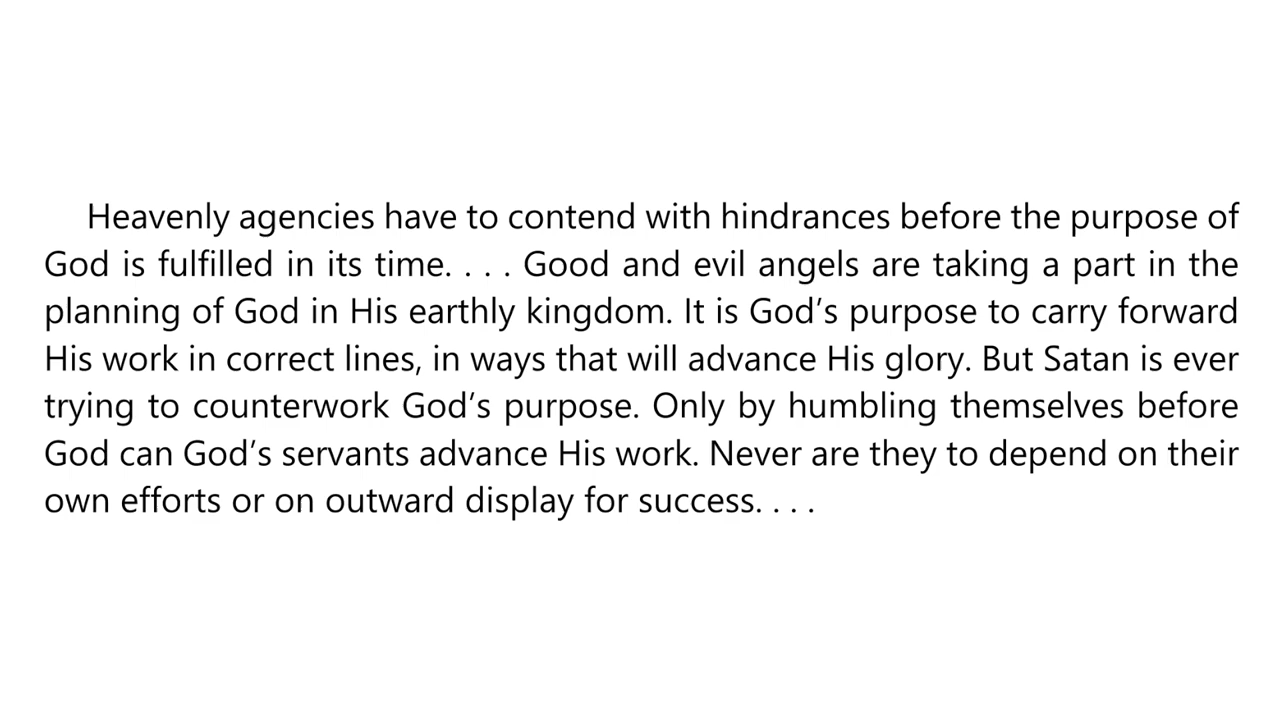 Heavenly agencies have to contend with hindrances before the purpose of
God is fulfilled in its time. . . . Good and evil angels are taking a part in the
planning of God in His earthly kingdom. It is God’s purpose to carry forward
His work in correct lines, in ways that will advance His glory. But Satan is ever
trying to counterwork God’s purpose. Only by humbling themselves before
God can God’s servants advance His work. Never are they to depend on their
own efforts or on outward display for success. . . .